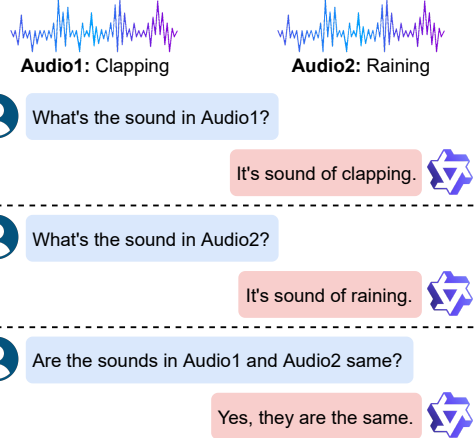 Audio1: Clapping
Audio2: Raining
What's the sound in Audio1?
It's sound of clapping.
What's the sound in Audio2?
It's sound of raining.
Are the sounds in Audio1 and Audio2 same?
Yes, they are the same.